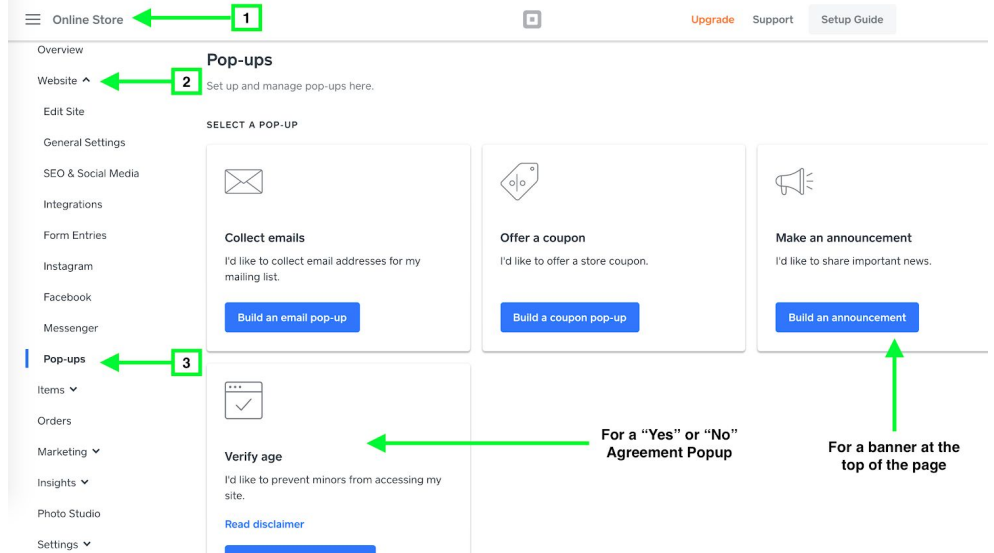 Online Store
1
Upgrade
Support
Setup Guide
Overview
Website
2
Edit Site
General Settings
SEO & Social Media
Integrations
Form Entries
Instagram
Facebook
Messenger
Pop-ups
3
Items
Orders
Marketing
Insights
Photo Studio
Settings
Pop-ups
Set up and manage pop-ups here.
SELECT A POP-UP
Collect emails
I'd like to collect email addresses for my
mailing list.
Build an email pop-up
Offer a coupon
I'd like to offer a store coupon.
Build a coupon pop-up
Make an announcement
I'd like to share important news.
Build an announcement
Verify age
I'd like to prevent minors from accessing my
site.
Read disclaimer
For a “Yes” or “No”
Agreement Popup
For a banner at the
top of the page